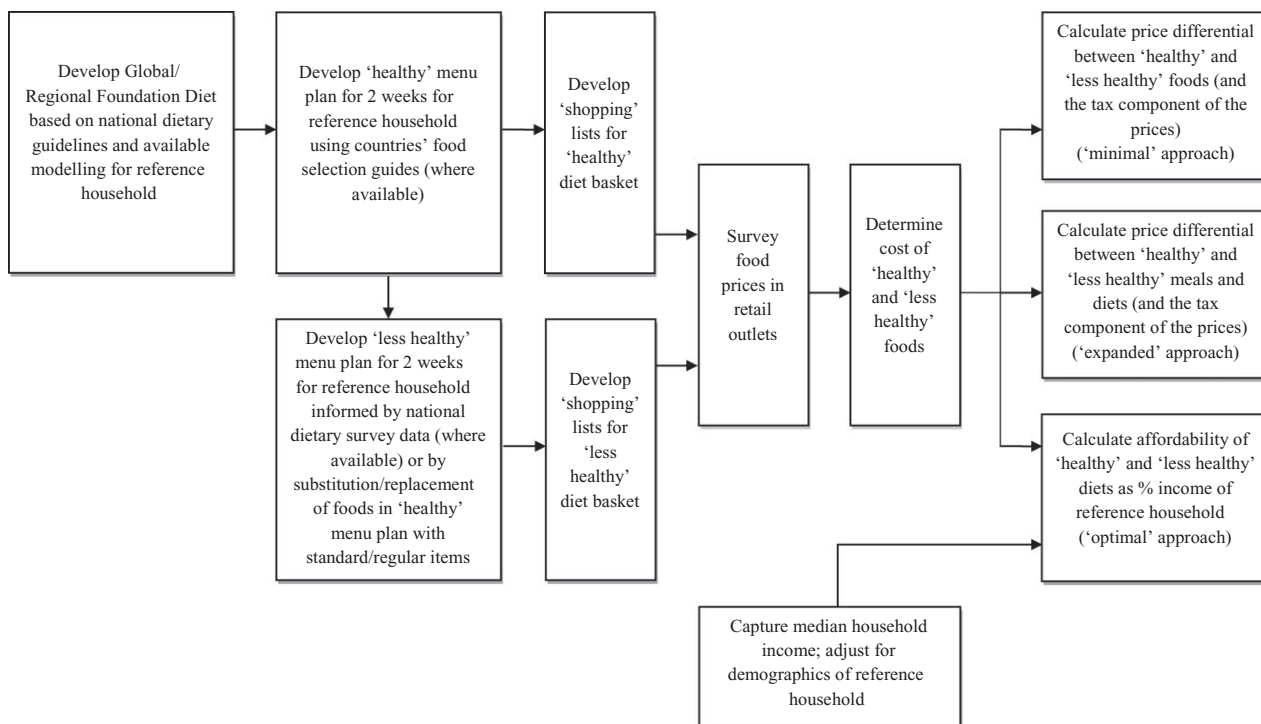 Develop Global/
Regional Foundation Diet
based on national dietary
guidelines and available
modelling for reference
household
Develop ‘healthy’ menu
plan for 2 weeks for
reference household
using countries’ food
selection guides (where
available)
Develop
‘shopping’
lists for
‘healthy’
diet basket
Develop ‘less healthy’
menu plan for 2 weeks
for reference household
informed by national
dietary survey data (where
available) or by
substitution/replacement
of foods in ‘healthy’
menu plan with
standard/regular items
Develop
‘shopping’
lists for
‘less
healthy’
diet basket
Survey
food
prices in
retail
outlets
Determine
cost of
‘healthy’
and ‘less
healthy’
foods
Calculate price differential
between ‘healthy’ and
‘less healthy’ foods (and
the tax component of the
prices)
(‘minimal’ approach)
Calculate price differential
between ‘healthy’ and
‘less healthy’ meals and
diets (and the tax
component of the prices)
(‘expanded’ approach)
Calculate affordability of
‘healthy’ and ‘less healthy’
diets as % income of
reference household
(‘optimal’ approach)
Capture median household
income; adjust for
demographics of reference
household